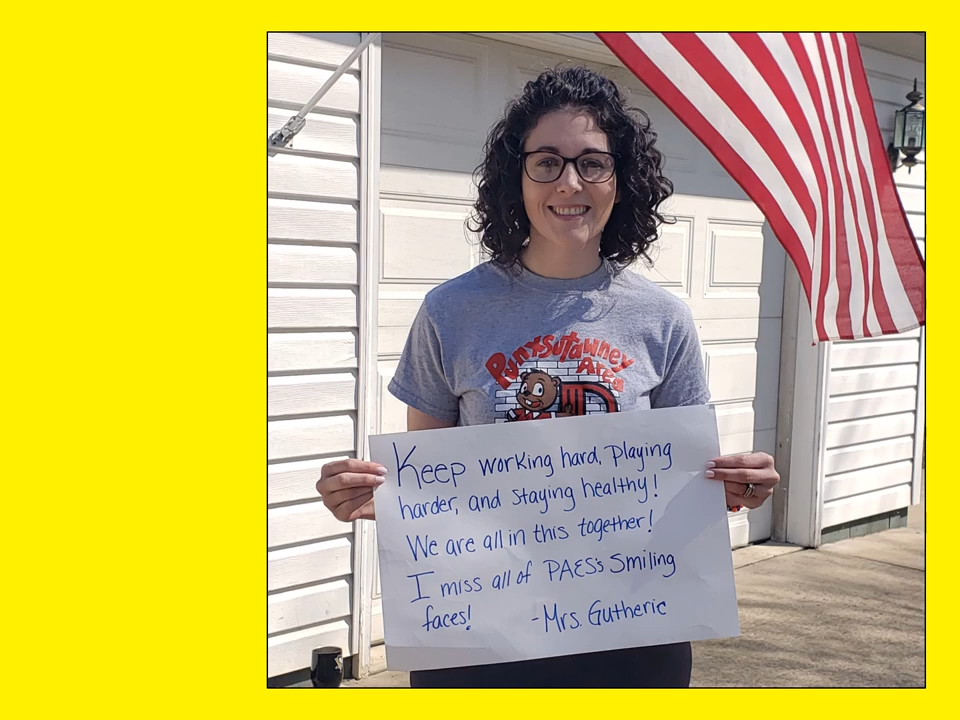 Punxsutawney
Area
Keep working hard, Playing
harder, and staying healthy!
We are all in this together!
I miss all of PAES's Smiling
faces! -Mrs. Gutherie